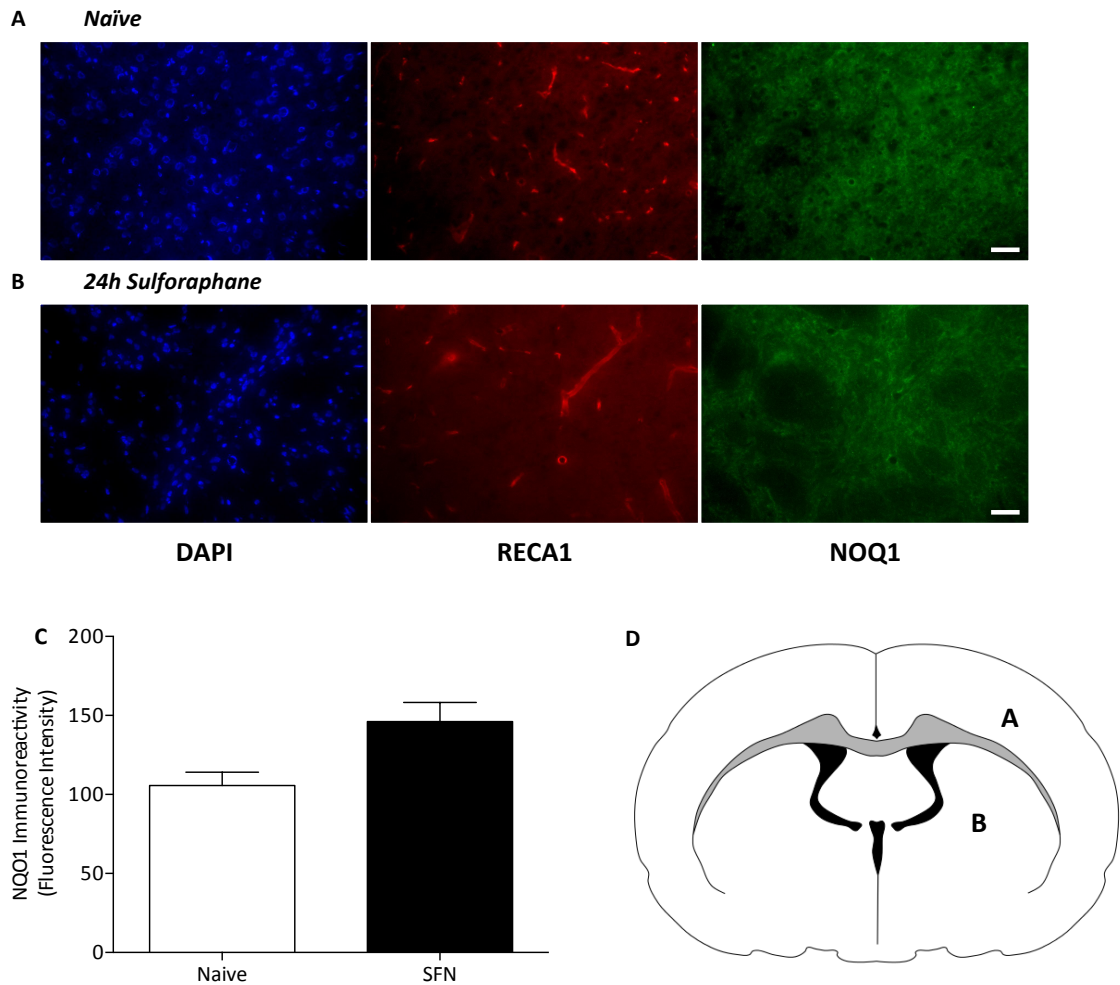 A Naïve
B 24h Sulforaphane
DAPI RECA1 NOQ1
C
NQO1 Immunoreactivity
(Fluorescence Intensity)
200
150
100
50
0
Naive SFN
D
A
B